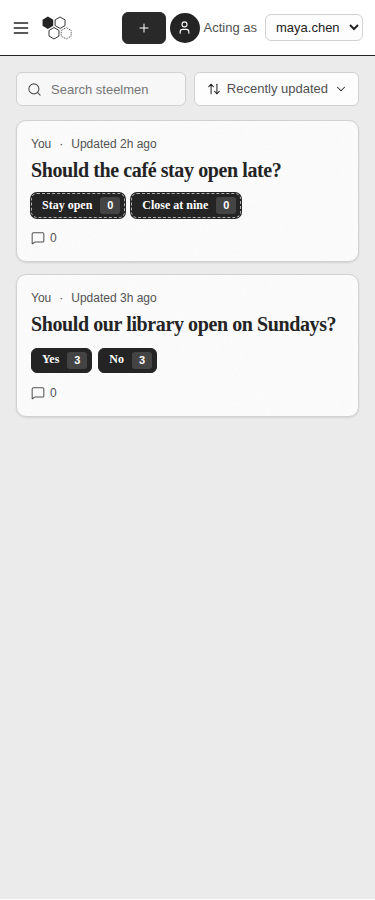 Acting as maya.chen
Search steelmen Recently updated
You · Updated 2h ago
Should the café stay open late?
Stay open 0 Close at nine 0
0
You · Updated 3h ago
Should our library open on Sundays?
Yes 3 No 3
0